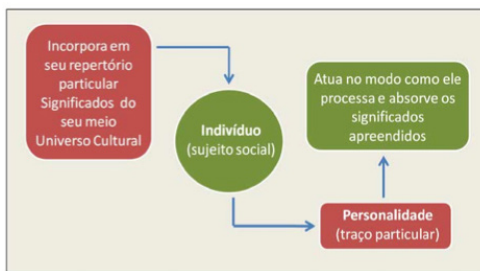 Incorpora em
seu repertório
particular
Significados do
seu meio
Universo Cultural
Indivíduo
(sujeito social)
Atua no modo como ele
processa e absorve os
significados
apreendidos
Personalidade
(traço particular)